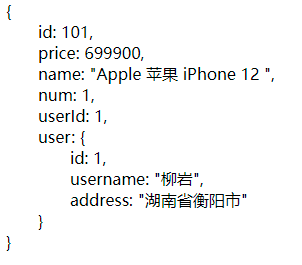 {
id: 101,
price: 699900,
name: "Apple 苹果 iPhone 12 ",
num: 1,
userId: 1,
user: {
id: 1,
username: "柳岩",
address: "湖南省衡阳市"
}
}